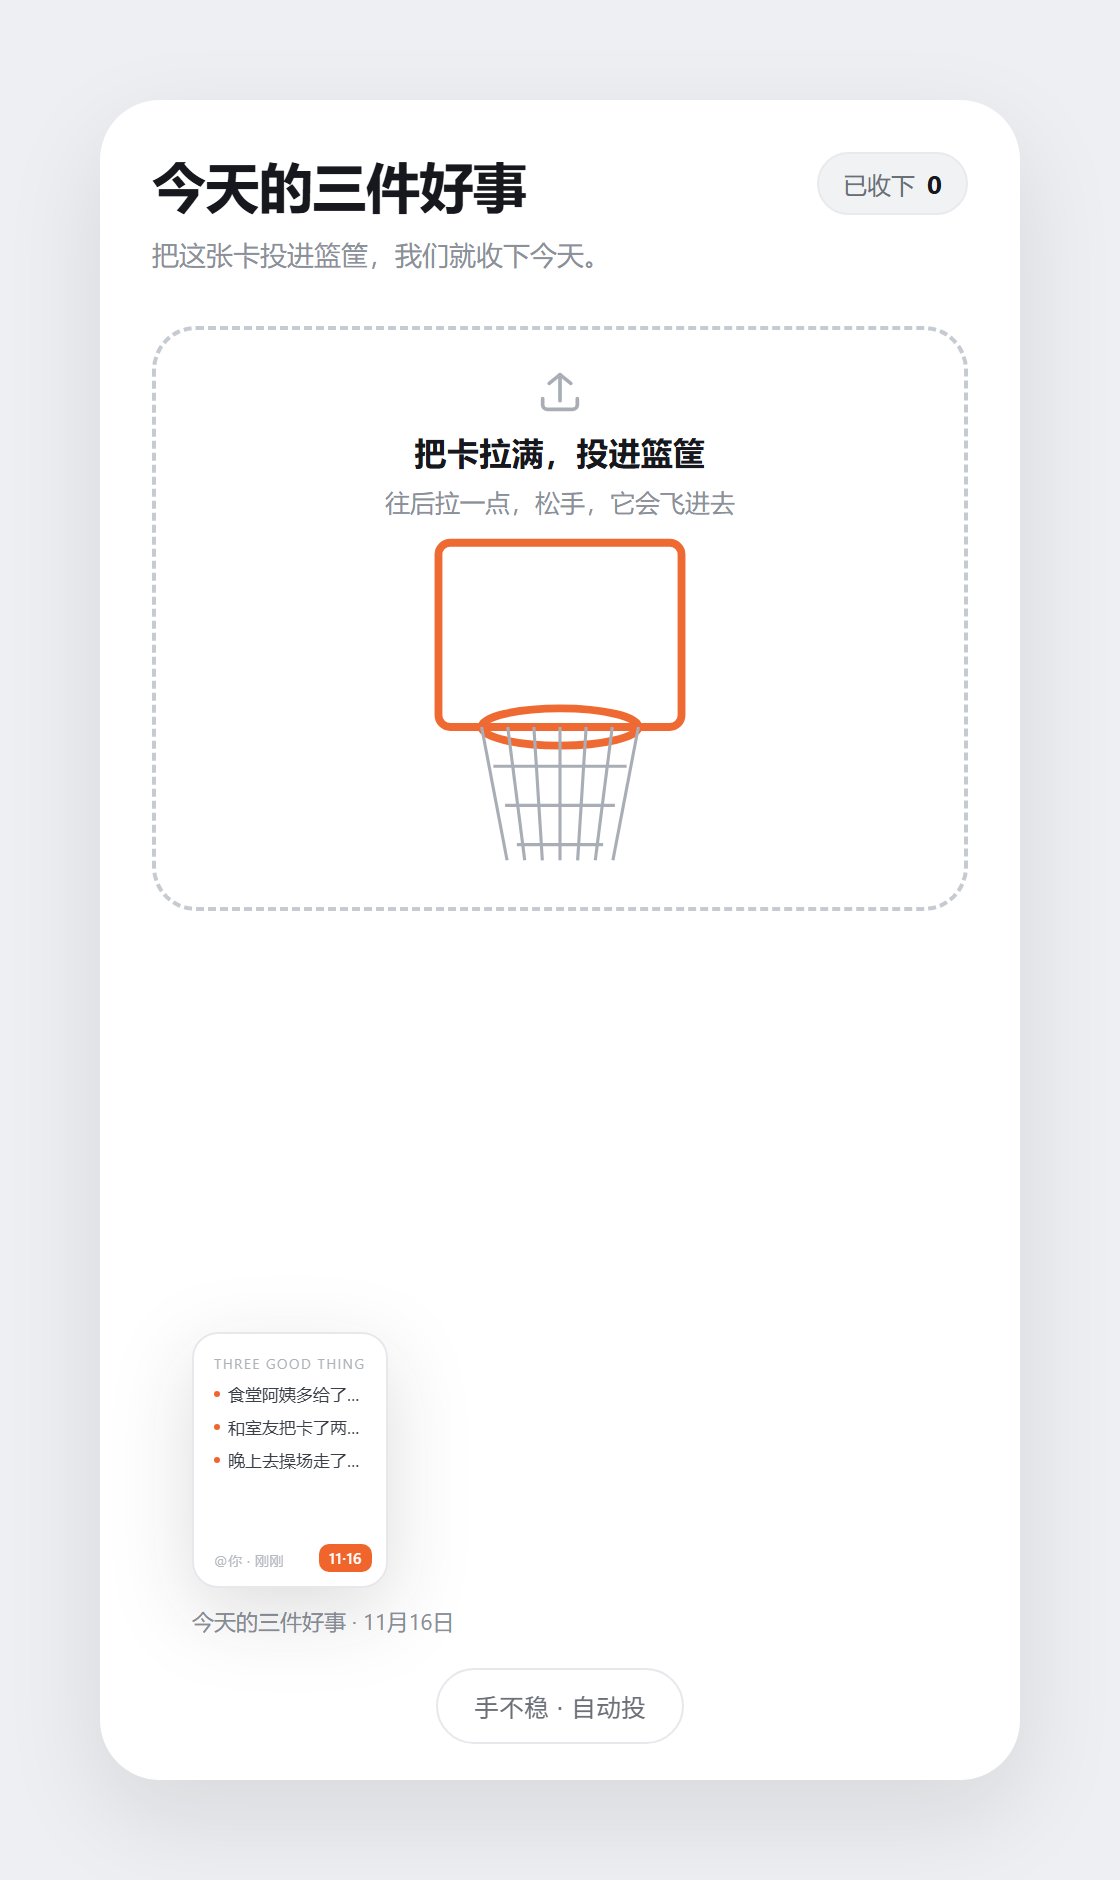 今天的三件好事
已收下 0
把这张卡投进篮筐，我们就收下今天。
把卡拉满，投进篮筐
往后拉一点，松手，它会飞进去
THREE GOOD THING
食堂阿姨多给了...
和室友把卡了两...
晚上去操场走了...
@你 · 刚刚
11·16
今天的三件好事 · 11月16日
手不稳 · 自动投